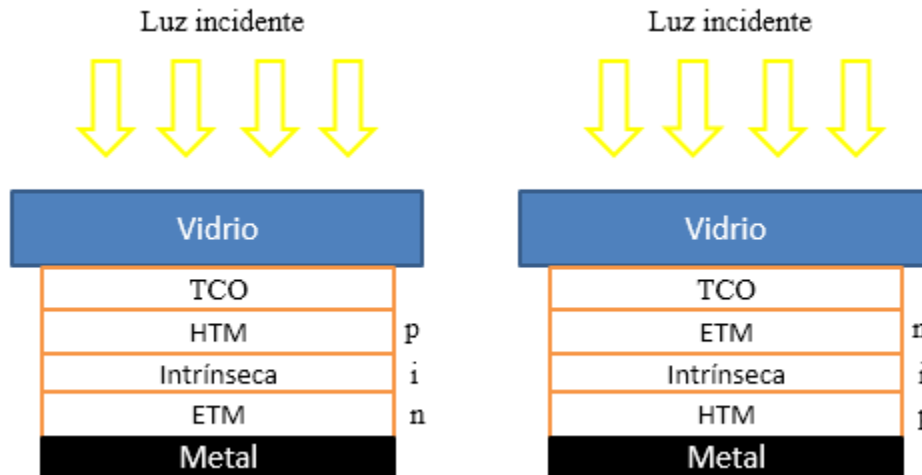 Luz incidente
Vidrio
TCO
HTM p
Intrínseca i
ETM n
Metal
Luz incidente
Vidrio
TCO
ETM n
Intrínseca i
HTM
Metal